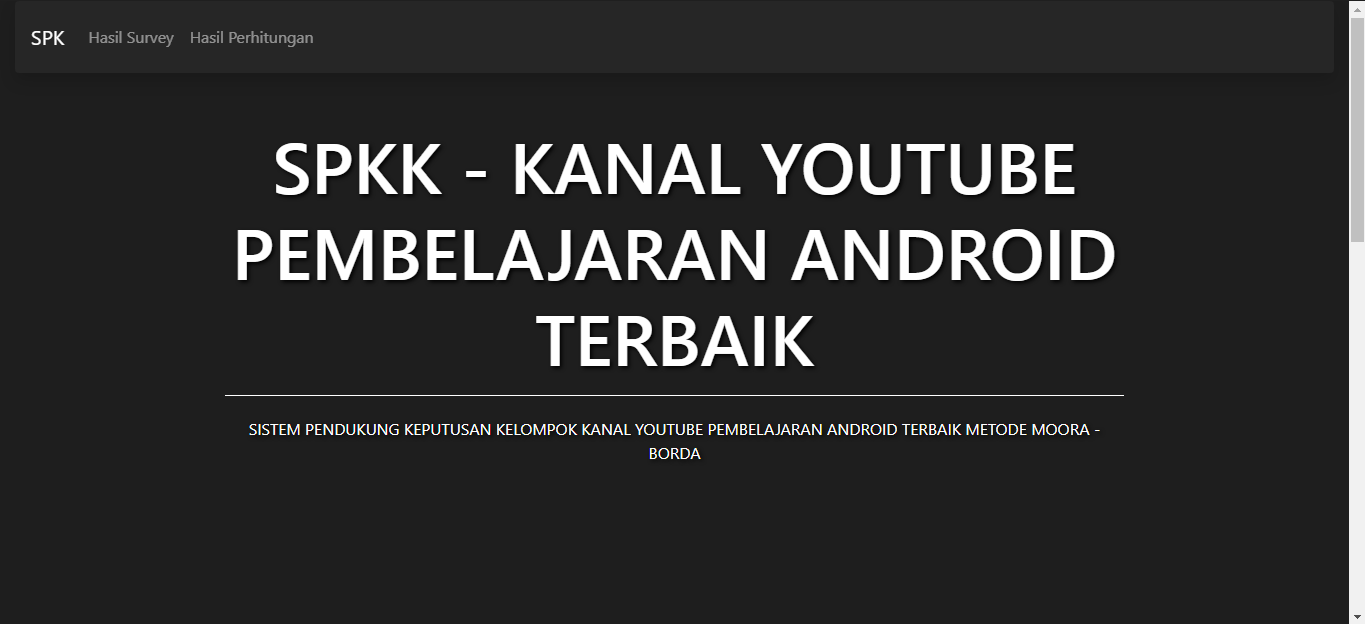 SPK Hasil Survey Hasil Perhitungan
SPKK - KANAL YOUTUBE
PEMBELAJARAN ANDROID
TERBAIK
SISTEM PENDUKUNG KEPUTUSAN KELOMPOK KANAL YOUTUBE PEMBELAJARAN ANDROID TERBAIK METODE MOORA -
BORDA